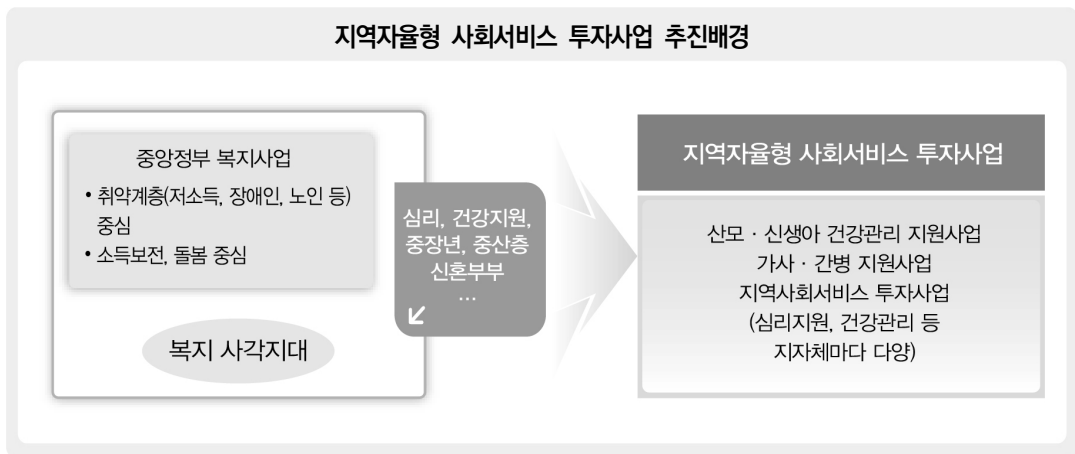 지역자율형 사회서비스 투자사업 추진배경
중앙정부 복지사업
• 취약계층(저소득, 장애인, 노인 등)
중심
• 소득보전, 돌봄 중심
복지 사각지대
심리, 건강지원,
중장년, 중산층
신혼부부
…
지역자율형 사회서비스 투자사업
산모 · 신생아 건강관리 지원사업
가사 · 간병 지원사업
지역사회서비스 투자사업
(심리지원, 건강관리 등
지자체마다 다양)